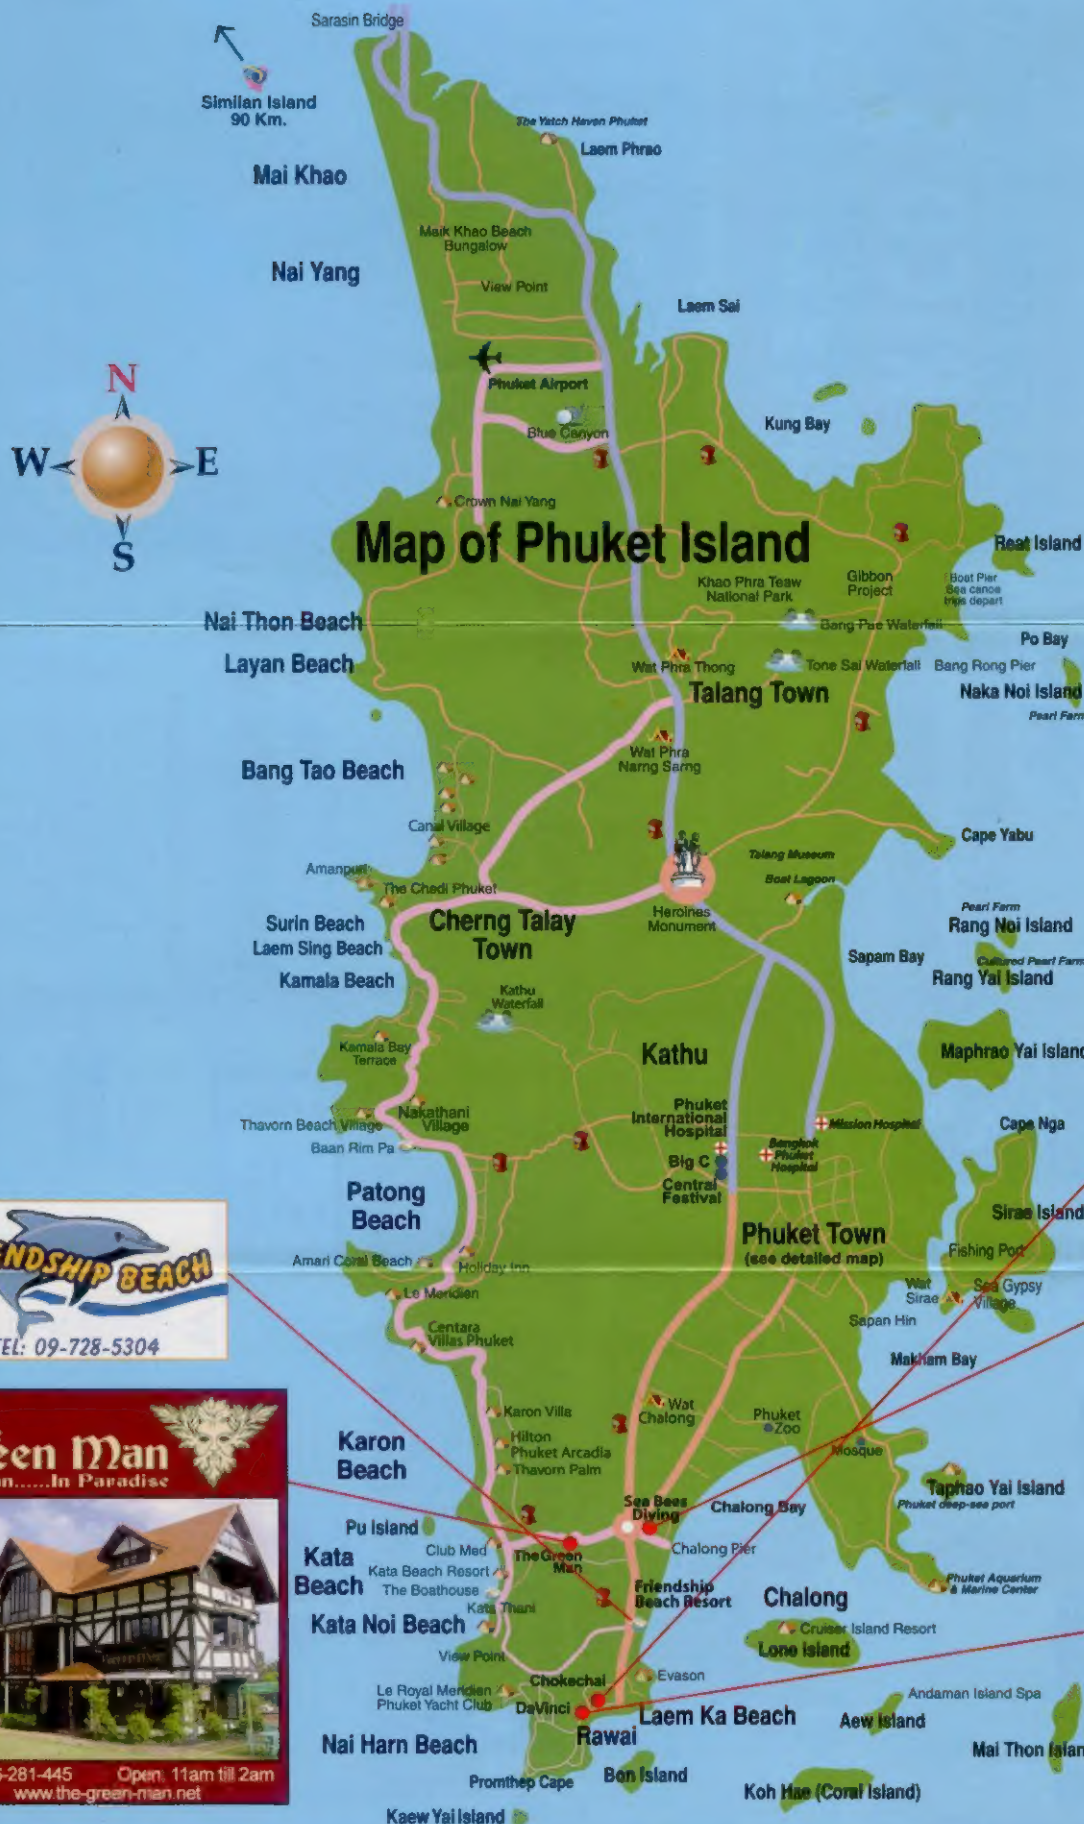 Sarasin Bridge
Similan Island
90 Km.
The Yatch Haven Phuket
Laem Phrao
Mai Khao
Maik Khao Beach
Bungalow
Nai Yang
View Point
Laem Sai
N
W
E
S
Phuket Airport
Blue Canyon
Kung Bay
Crown Nai Yang
Map of Phuket Island
Reat Island
Khao Phra Teaw
National Park
Gibbon
Project
Boat Pier
Sea canoe
trips depart
Nai Thon Beach
Bang Pae Waterfall
Po Bay
Layan Beach
Wat Phra Thong
Tone Sai Waterfall
Bang Rong Pier
Talang Town
Naka Noi Island
Pearl Farm
Wat Phra
Narng Sarng
Bang Tao Beach
Canal Village
Cape Yabu
Talang Museum
Amanpuri
The Chedi Phuket
Boat Lagoon
Surin Beach
Cherng Talay
Town
Heroines
Monument
Pearl Farm
Rang Noi Island
Laem Sing Beach
Sapam Bay
Cultured Pearl Farm
Rang Yai Island
Kamala Beach
Kathu
Waterfall
Kamala Bay
Terrace
Kathu
Maphrao Yai Island
Nakathani
Village
Thavorn Beach Village
Phuket
International
Hospital
Mission Hospital
Cape Nga
Baan Rim Pa
Bangkok
Phuket
Hospital
Big C
Central
Festival
Patong
Beach
Sirae Island
Phuket Town
(see detailed map)
Fishing Port
Amari Coral Beach
Holiday Inn
ENDSHIP BEACH
TEL: 09-728-5304
Le Meridien
Wat
Sirae
Sea Gypsy
Village
Sapan Hin
Centara
Villas Phuket
Makham Bay
Karon Villa
Wat
Chalong
Phuket
Zoo
Mosque
Karon
Beach
Hilton
Phuket Arcadia
Thavorn Palm
een Man
n......In Paradise
Taphao Yai Island
Phuket deep-sea port
Sea Bees
Diving
Chalong Bay
Pu Island
Club Med
The Green
Man
Chalong Pier
Kata
Beach
Kata Beach Resort
The Boathouse
Friendship
Beach Resort
Phuket Aquarium
& Marine Center
Kata Thani
Chalong
Kata Noi Beach
Cruiser Island Resort
Lone Island
View Point
Chokechai
Evason
Le Royal Meridien
Phuket Yacht Club
DaVinci
Laem Ka Beach
Andaman Island Spa
Aew Island
Rawai
Nai Harn Beach
Mai Thon Islan
Promthep Cape
Bon Island
Koh Hae (Coral Island)
Kaew Yai Island
-281-445
Open. 11am till 2am
www.the-green-man.net